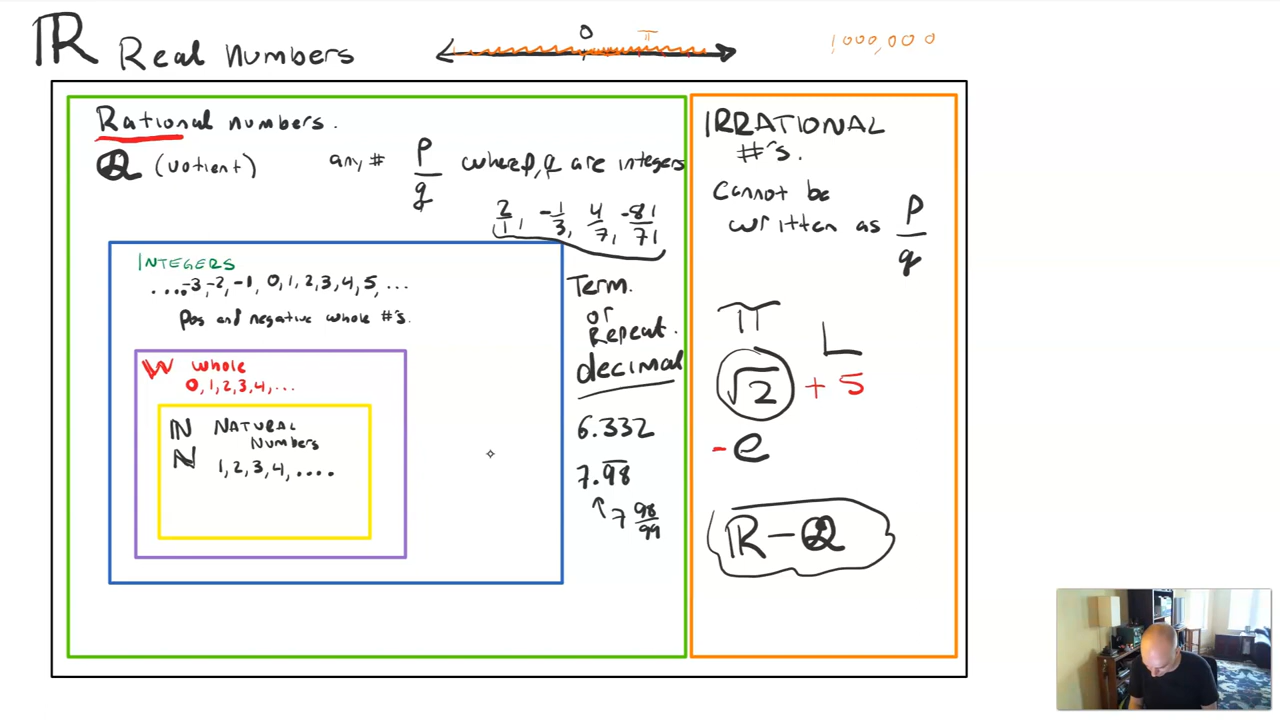 ℝ Real Numbers
0
π
1000,000
Rational numbers.
ℚ (uotient)
any # P/q where p, q are integers
2/1, -1/3, 4/7, -81/71
INTEGERS
....-3,-2,-1, 0,1,2,3,4,5,...
Pos and negative whole #'s.
W Whole
0,1,2,3,4,...
ℕ NATURAL
Numbers
N 1,2,3,4,....
Term.
or
Repeat.
decimal
6.332
7.9̅8̅
↑ 7 98/99
IRRATIONAL
#'s.
Cannot be
written as P/q
π
√2 + 5
-e
ℝ - ℚ